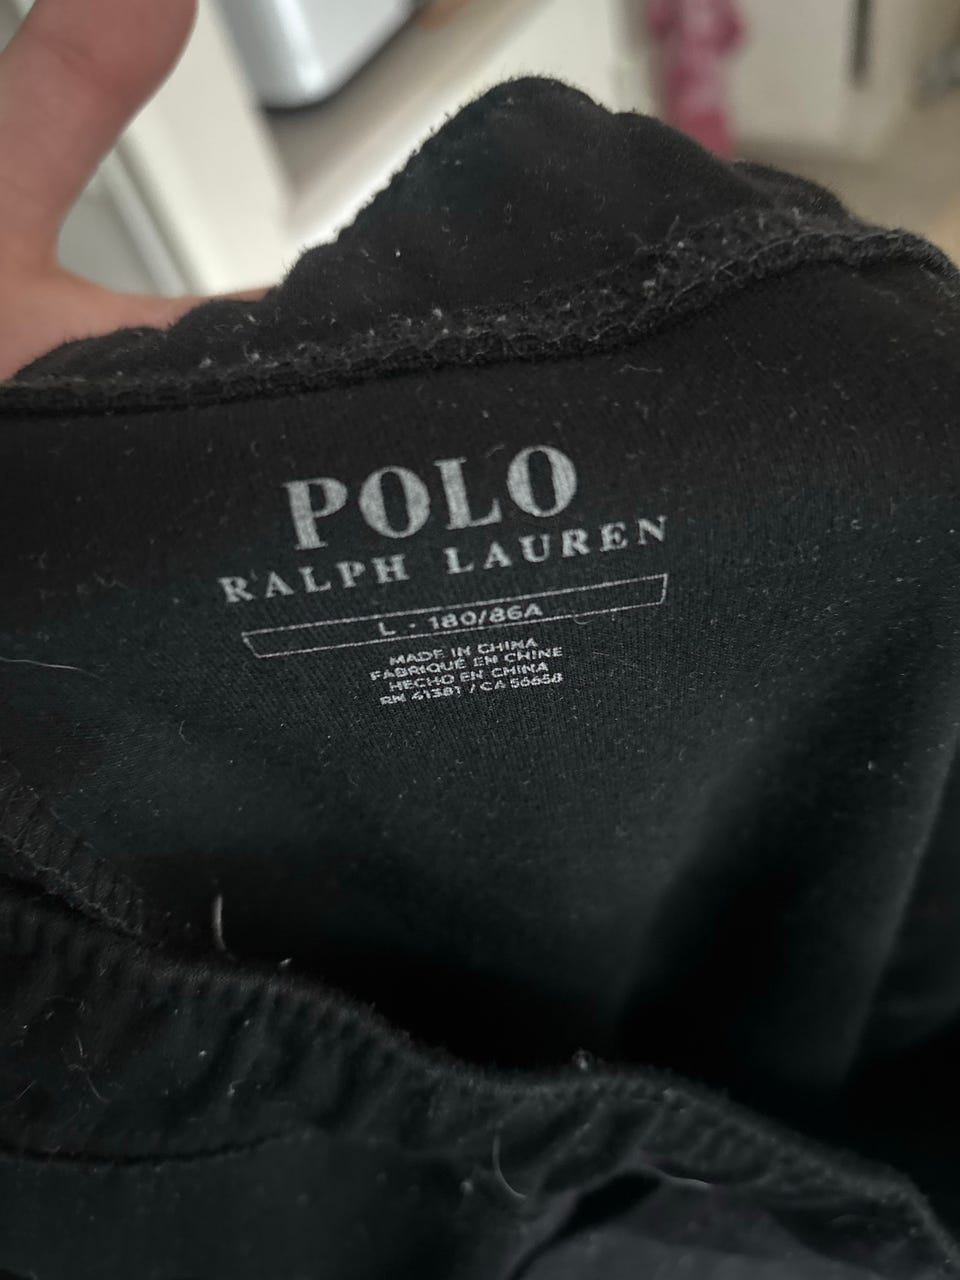 POLO
RALPH LAUREN
L - 180/86A
MADE IN CHINA
FABRIQUÉ EN CHINE
HECHO EN CHINA
RN 41381 / CA 56658